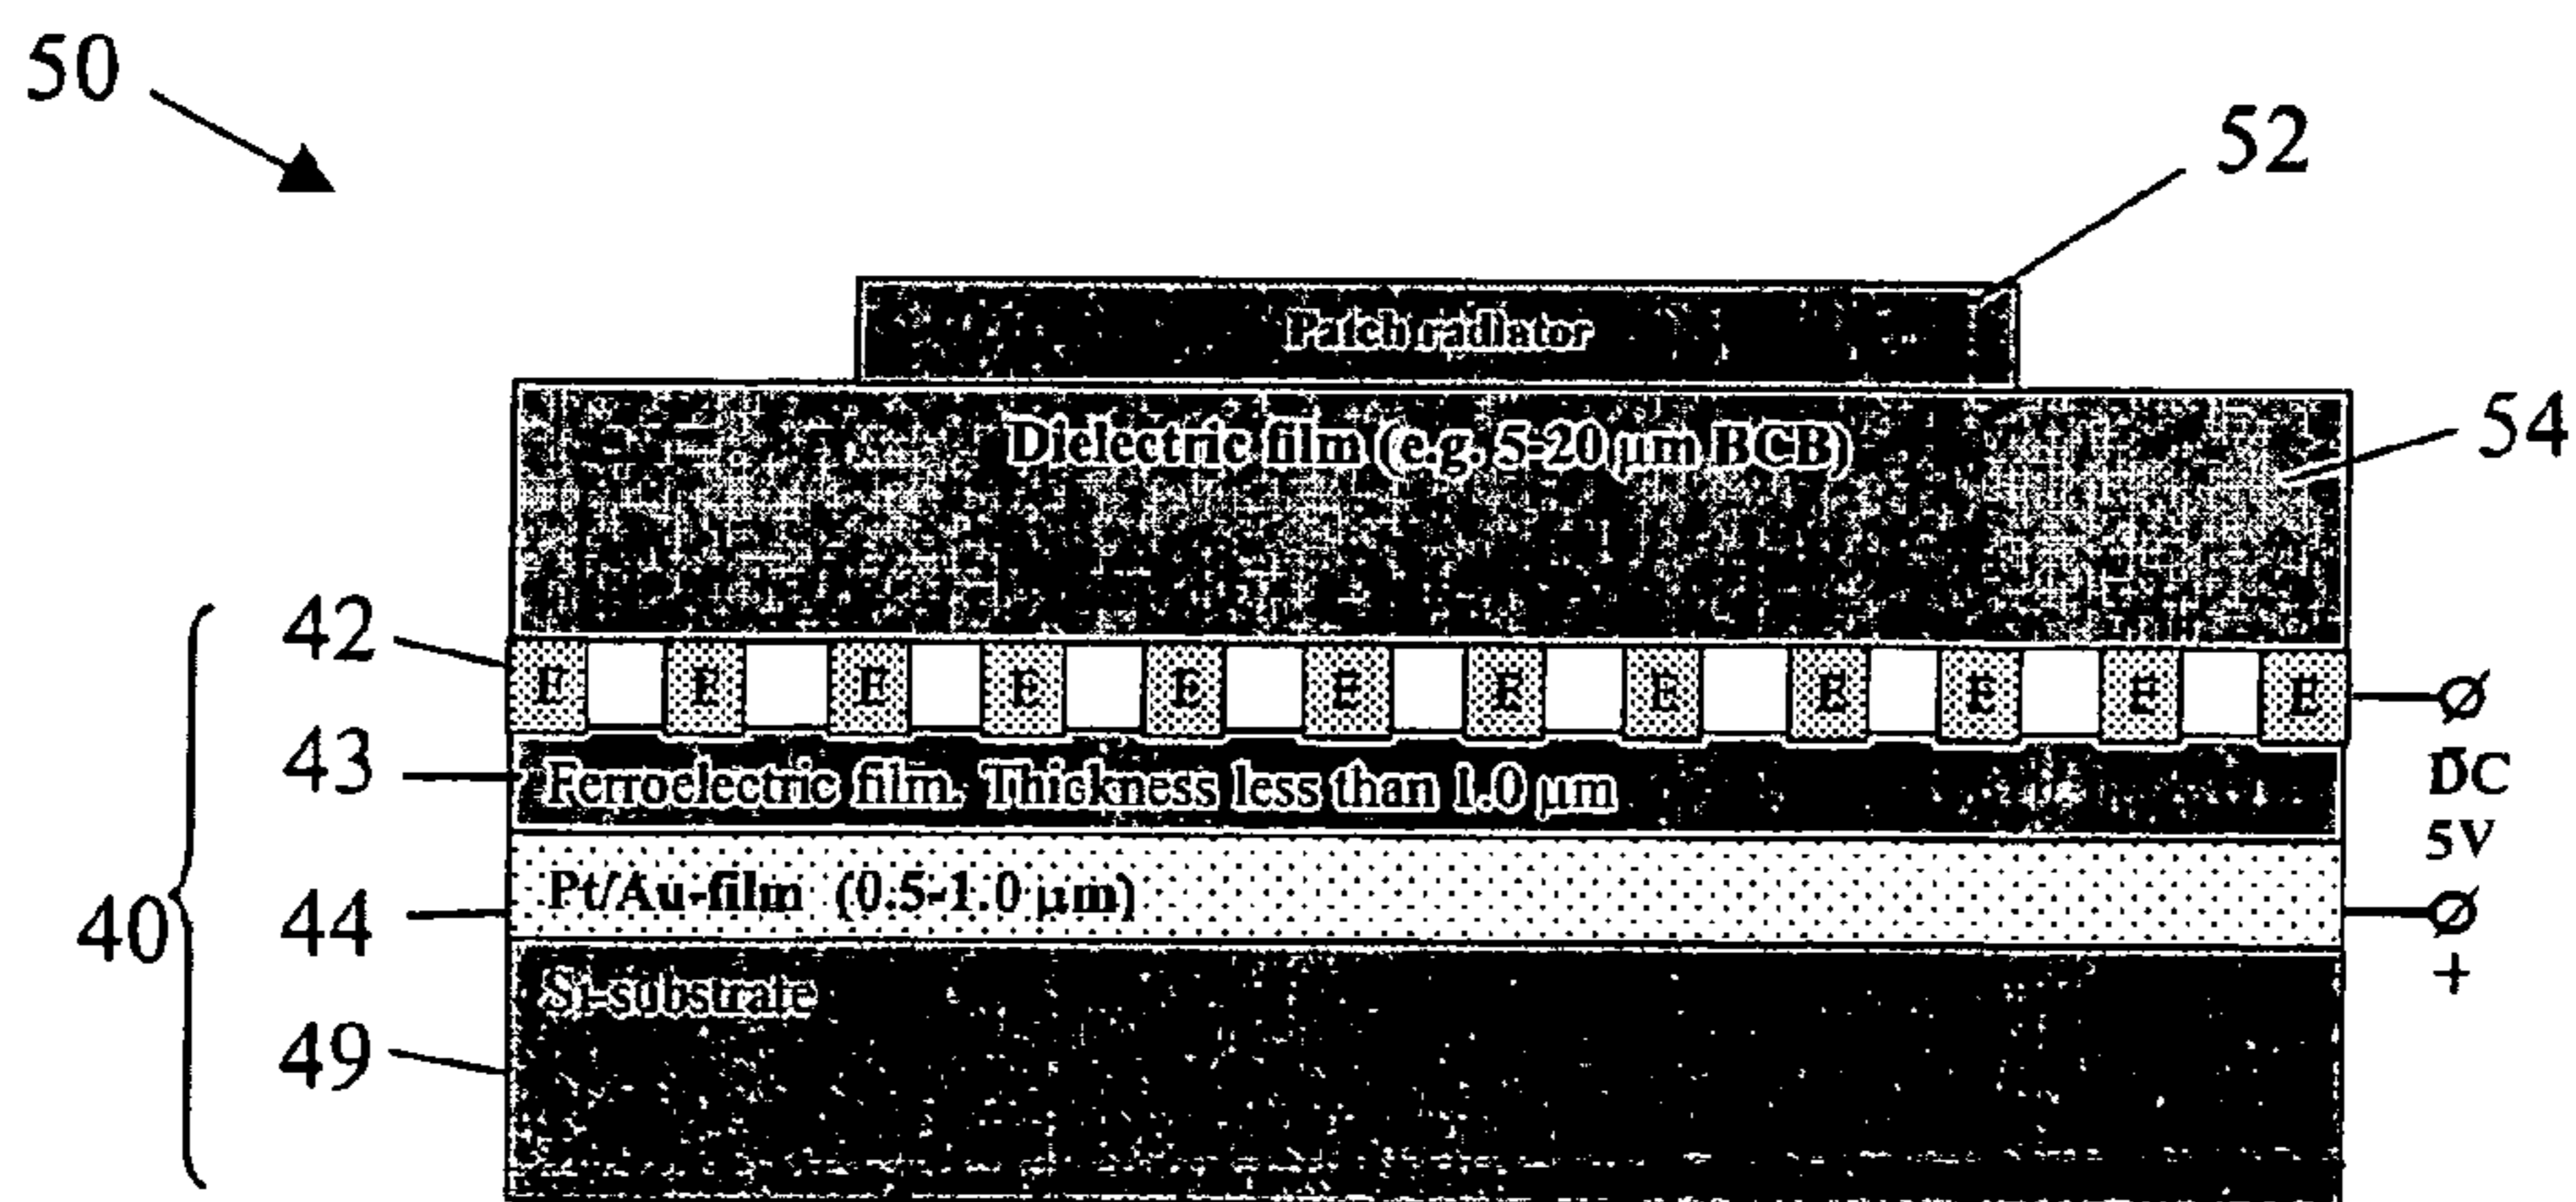 50
52
Patch radiator
Dielectric film (e.g. 5-20 μm BCB)
54
42
E E E E E E E E E E E E
-
43
Ferroelectric film. Thickness less than 1.0 μm
DC
5V
40
44
Pt/Au-film (0.5-1.0 μm)
+
Si-substrate
49